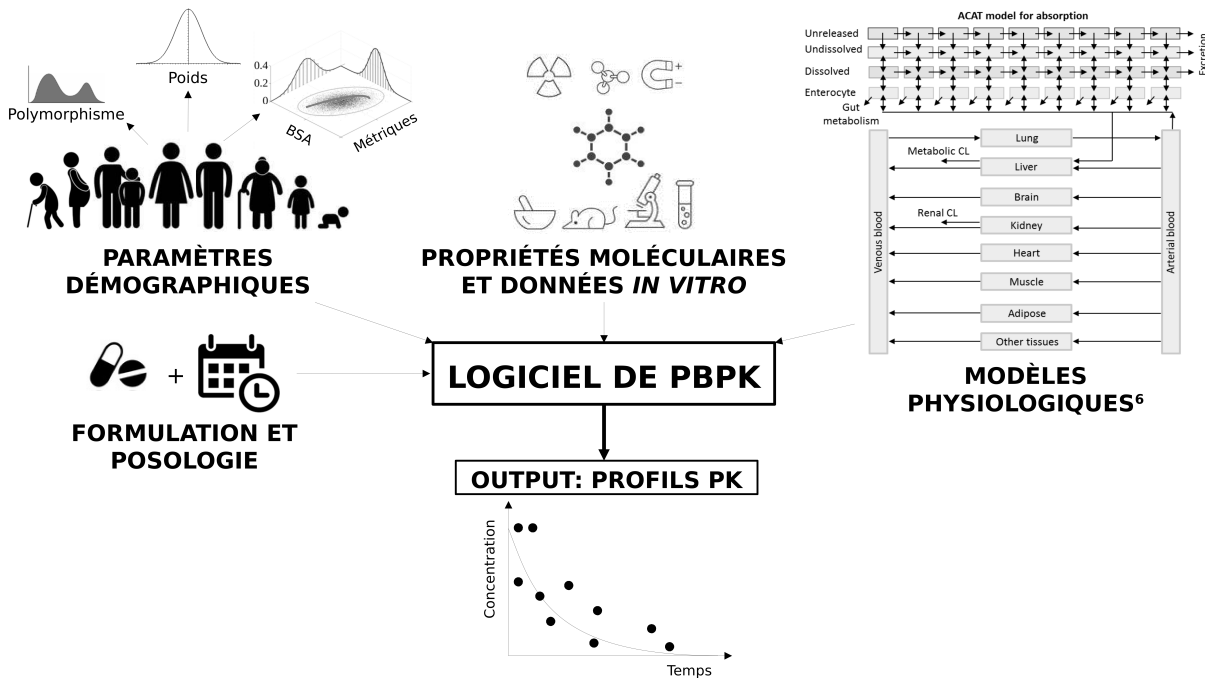 Poids
Polymorphisme
0.4
0.2
0
BSA
Métriques
PARAMÈTRES
DÉMOGRAPHIQUES
+
−
PROPRIÉTÉS MOLÉCULAIRES
ET DONNÉES IN VITRO
ACAT model for absorption
Unreleased
Undissolved
Dissolved
Enterocyte
Gut
metabolism
Excretion
Venous blood
Arterial blood
Lung
Metabolic CL
Liver
Brain
Renal CL
Kidney
Heart
Muscle
Adipose
Other tissues
MODÈLES
PHYSIOLOGIQUES⁶
+
FORMULATION ET
POSOLOGIE
LOGICIEL DE PBPK
OUTPUT: PROFILS PK
Concentration
Temps